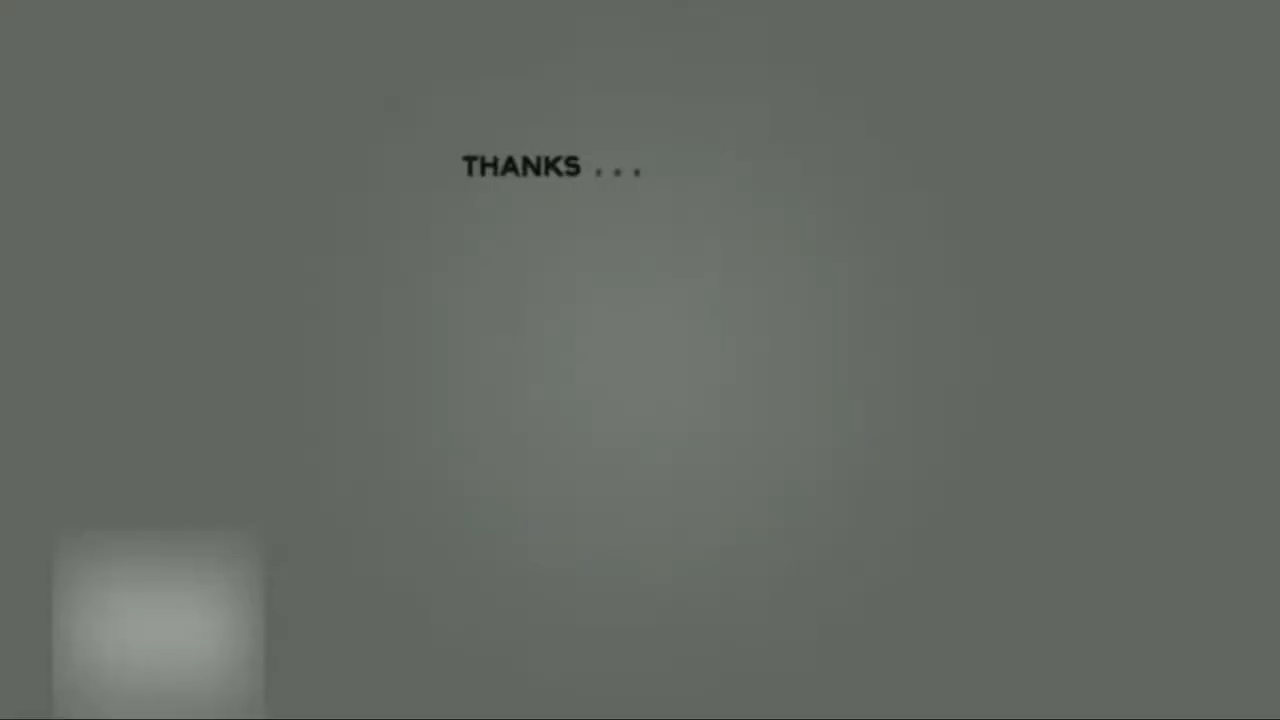 THANKS . . .